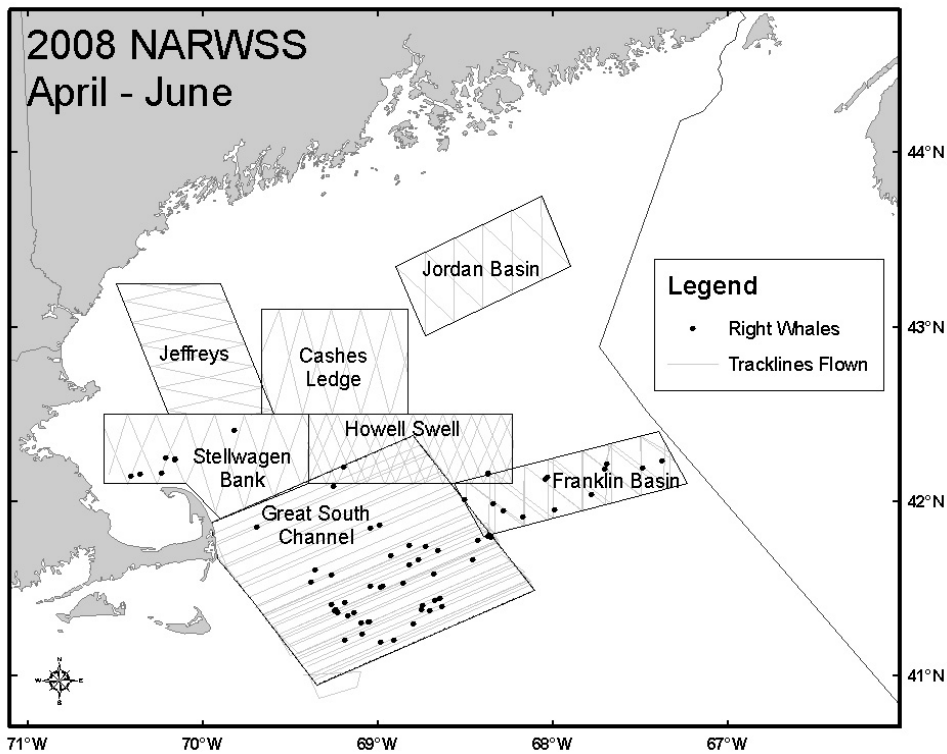 2008 NARWSS
April - June
44°N
Jordan Basin
Legend
Right Whales
Tracklines Flown
43°N
Jeffreys
Cashes
Ledge
Howell Swell
Stellwagen
Bank
Franklin Basin
42°N
Great South
Channel
N
W
E
S
41°N
71°W
70°W
69°W
68°W
67°W